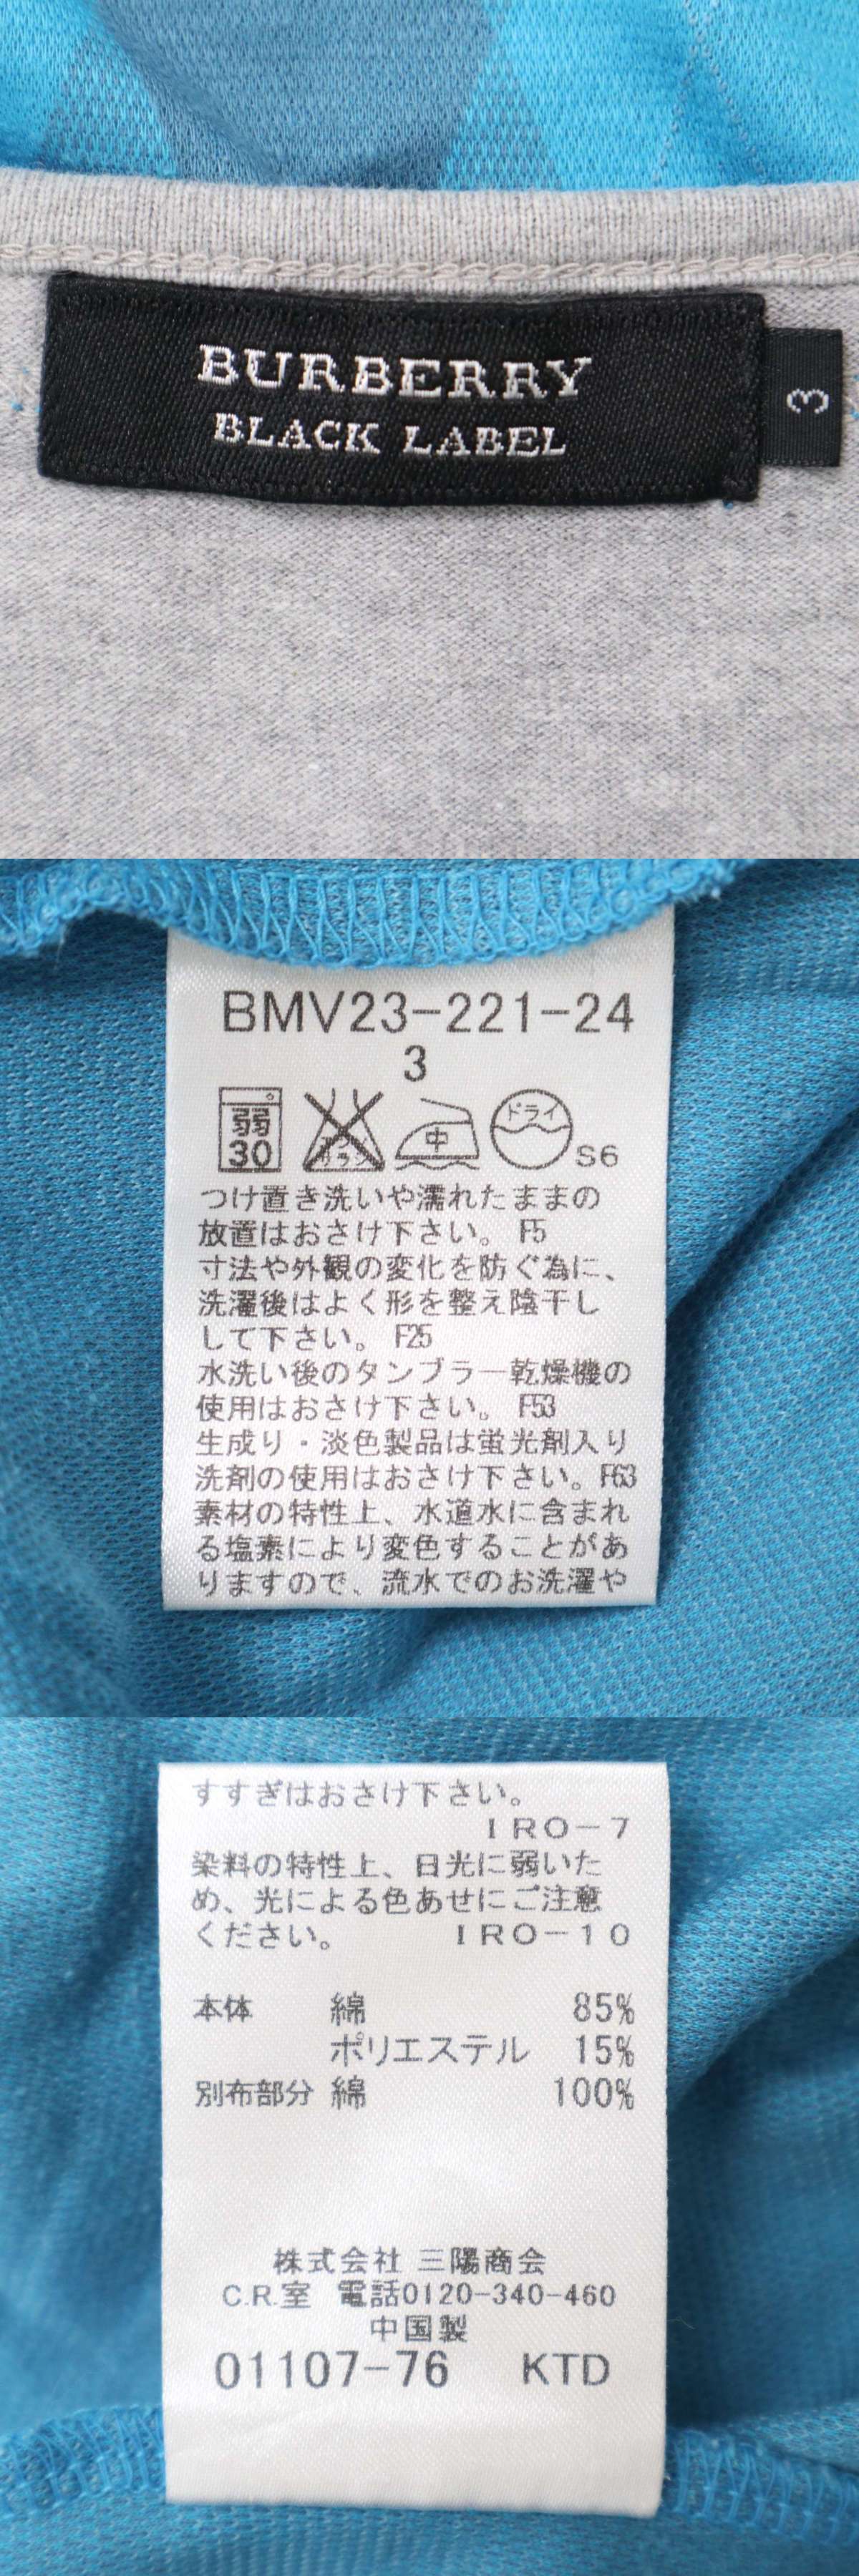 BURBERRY
BLACK LABEL
3
BMV23-221-24
3
弱
30
中
ドライ
S6
つけ置き洗いや濡れたままの
放置はおさけ下さい。 F5
寸法や外観の変化を防ぐ為に、
洗濯後はよく形を整え陰干し
して下さい。 F25
水洗い後のタンブラー乾燥機の
使用はおさけ下さい。 F53
生成り・淡色製品は蛍光剤入り
洗剤の使用はおさけ下さい。F63
素材の特性上、水道水に含まれ
る塩素により変色することがあ
りますので、流水でのお洗濯や
すすぎはおさけ下さい。
IRO-7
染料の特性上、日光に弱いた
め、光による色あせにご注意
ください。 IRO-10
本体 綿 85%
ポリエステル 15%
別布部分 綿 100%
株式会社 三陽商会
C.R.室 電話0120-340-460
中国製
01107-76 KTD